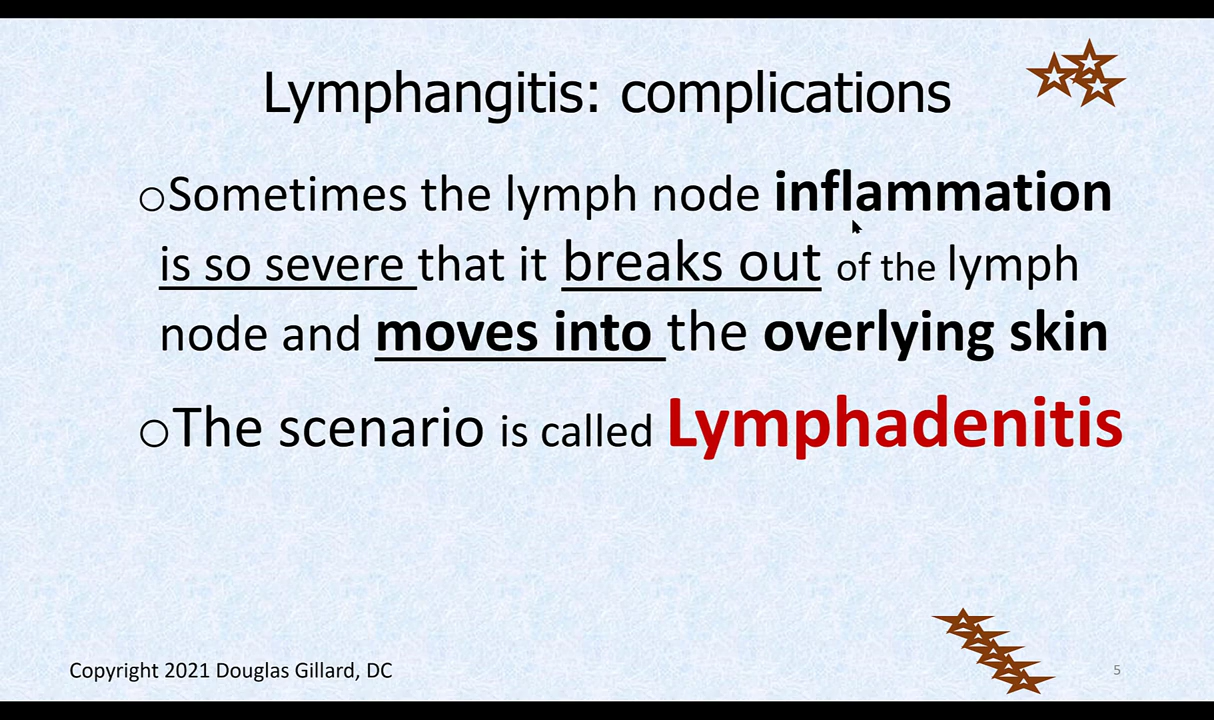 Lymphangitis: complications
oSometimes the lymph node inflammation
is so severe that it breaks out of the lymph
node and moves into the overlying skin
oThe scenario is called Lymphadenitis
Copyright 2021 Douglas Gillard, DC
5